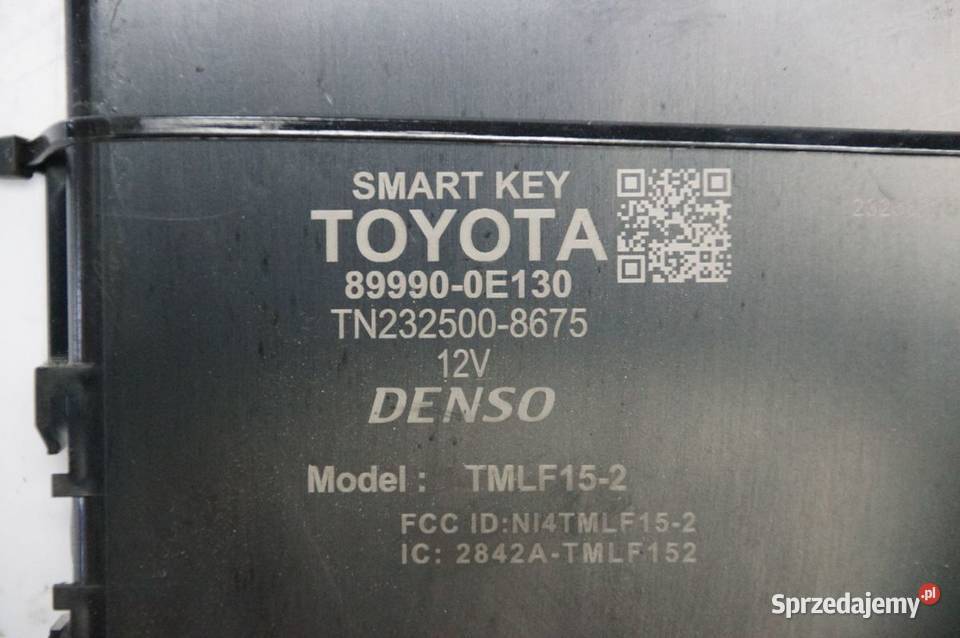 SMART KEY
TOYOTA
89990-0E130
TN232500-8675
12V
DENSO
Model : TMLF15-2
FCC ID:NI4TMLF15-2
IC: 2842A-TMLF152
Sprzedajemy.pl